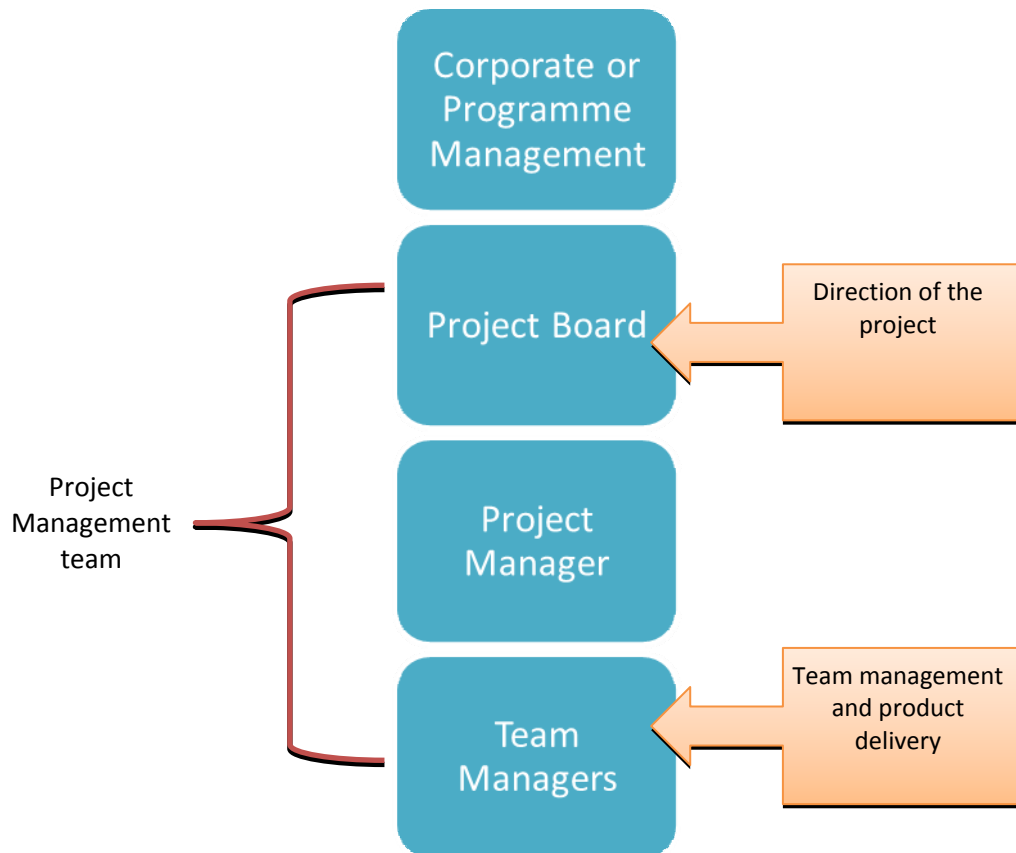 Corporate or
Programme
Management
Project Board
Direction of the
project
Project
Management
team
Project
Manager
Team
Managers
Team management
and product
delivery